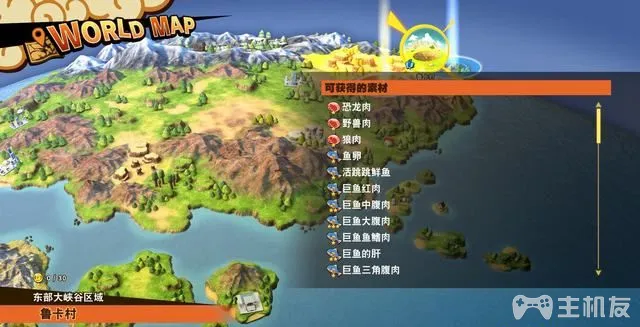 WORLD MAP
可获得的素材
恐龙肉
野兽肉
狼肉
鱼卵
活跳跳鲜鱼
巨鱼红肉
巨鱼中腹肉
巨鱼大腹肉
巨鱼鱼鳍肉
巨鱼的肝
巨鱼三角腹肉
0 / 30
东部大峡谷区域
鲁卡村
主机友